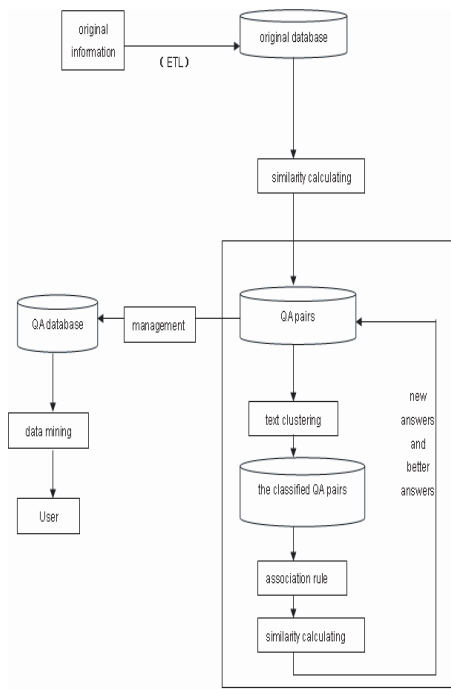 original
information
(ETL)
original database
similarity calculating
QA pairs
management
QA database
data mining
User
text clustering
the classified QA pairs
association rule
similarity calculating
new
answers
and
better
answers